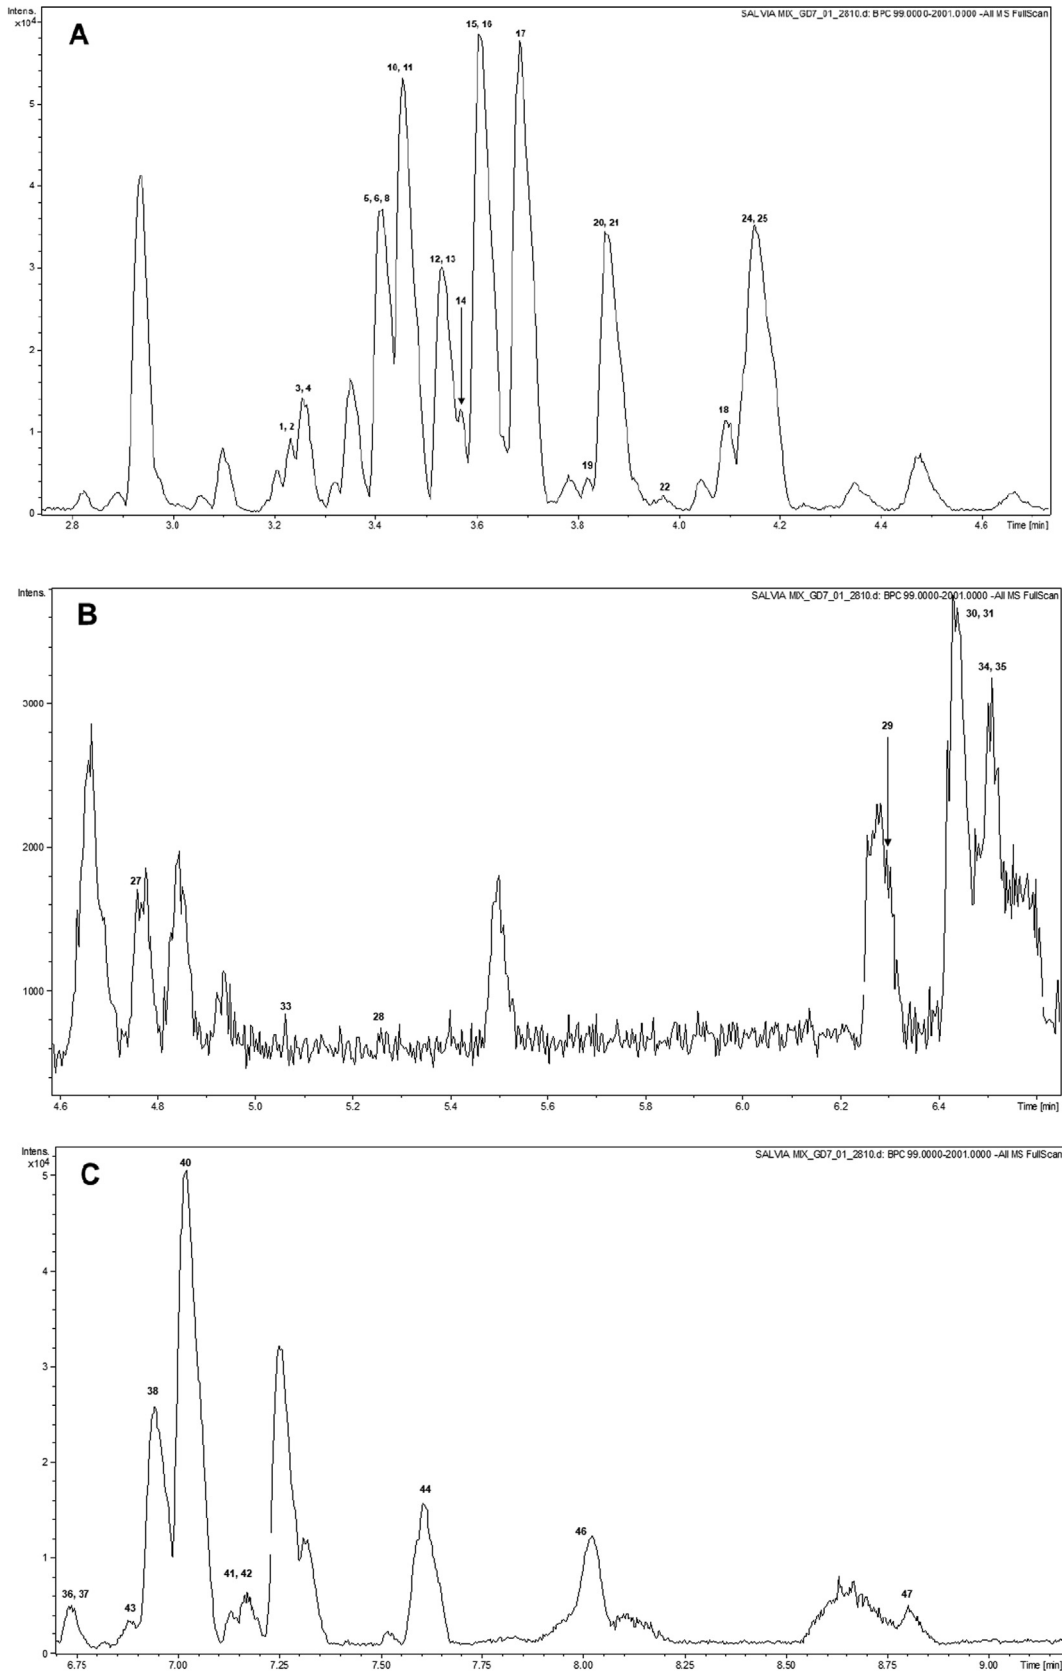 Intens.
x10⁴
SALVIA MIX_GD7_01_2810.d: BPC 99.0000-2001.0000 -All MS FullScan
A
15, 16
17
10, 11
5
5, 6, 8
4
20, 21
24, 25
12, 13
3
14
2
3, 4
18
1, 2
1
19
22
0
2.8 3.0 3.2 3.4 3.6 3.8 4.0 4.2 4.4 4.6 Time [min]
Intens.
SALVIA MIX_GD7_01_2810.d: BPC 99.0000-2001.0000 -All MS FullScan
B
30, 31
34, 35
3000
29
2000
27
33
28
1000
4.6 4.8 5.0 5.2 5.4 5.6 5.8 6.0 6.2 6.4 Time [min]
Intens.
x10⁴
SALVIA MIX_GD7_01_2810.d: BPC 99.0000-2001.0000 -All MS FullScan
C
40
5
4
38
3
2
44
46
1
41, 42
36, 37
43
47
0
6.75 7.00 7.25 7.50 7.75 8.00 8.25 8.50 8.75 9.00 Time [min]